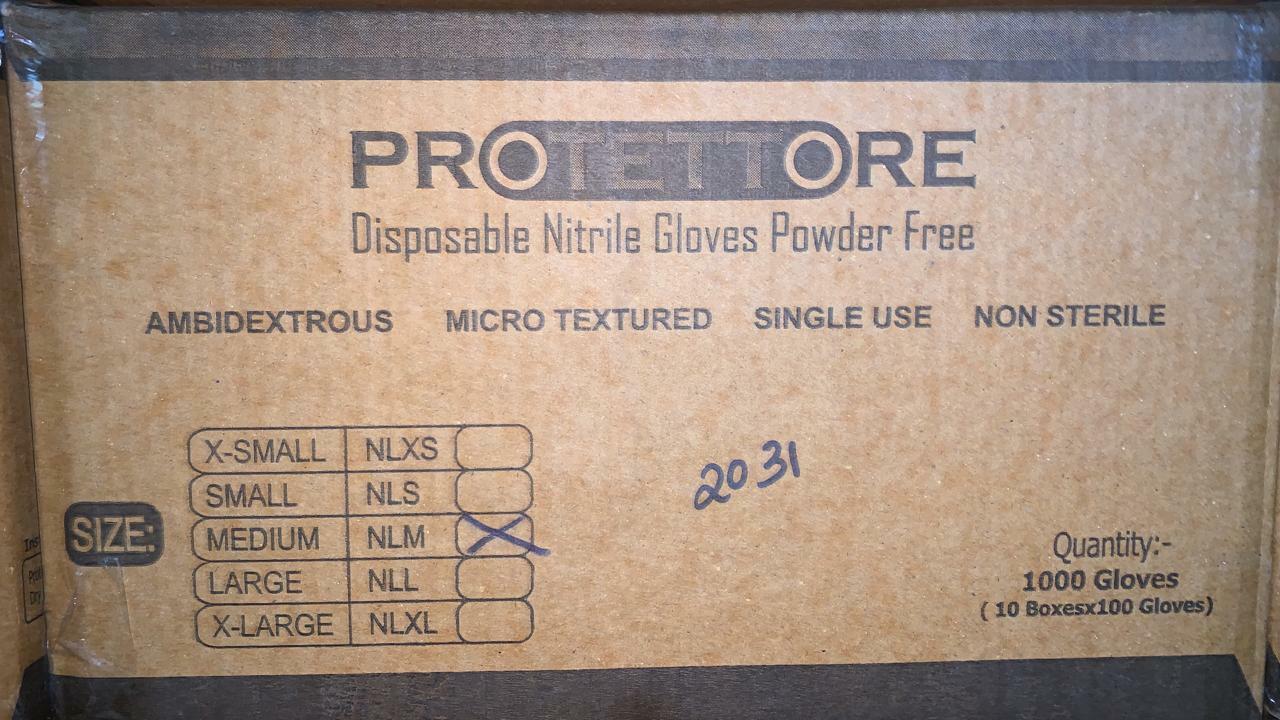 PROTETTORE
Disposable Nitrile Gloves Powder Free
AMBIDEXTROUS MICRO TEXTURED SINGLE USE NON STERILE
X-SMALL NLXS
SMALL NLS
SIZE: MEDIUM NLM X
LARGE NLL
X-LARGE NLXL
2031
Quantity:-
1000 Gloves
( 10 Boxesx100 Gloves)